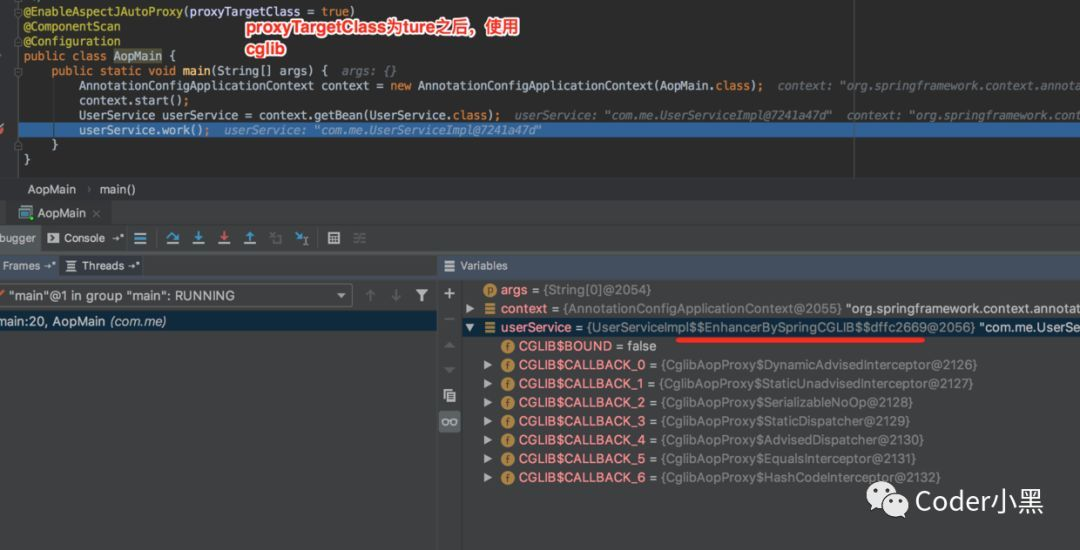 @EnableAspectJAutoProxy(proxyTargetClass = true)
@ComponentScan
@Configuration
proxyTargetClass为ture之后，使用
cglib
public class AopMain {
public static void main(String[] args) { args: {}
AnnotationConfigApplicationContext context = new AnnotationConfigApplicationContext(AopMain.class); context: "org.springframework.context.annota
context.start();
UserService userService = context.getBean(UserService.class); userService: "com.me.UserServiceImpl@7241a47d" context: "org.springframework.cont
userService.work(); userService: "com.me.UserServiceImpl@7241a47d"
}
}
AopMain › main()
AopMain ×
bugger Console
Frames Threads
Variables
"main"@1 in group "main": RUNNING
main:20, AopMain (com.me)
args = {String[0]@2054}
context = {AnnotationConfigApplicationContext@2055} "org.springframework.context.annotat
userService = {UserServiceImpl$$EnhancerBySpringCGLIB$$dffc2669@2056} "com.me.UserSe
CGLIB$BOUND = false
CGLIB$CALLBACK_0 = {CglibAopProxy$DynamicAdvisedInterceptor@2126}
CGLIB$CALLBACK_1 = {CglibAopProxy$StaticUnadvisedInterceptor@2127}
CGLIB$CALLBACK_2 = {CglibAopProxy$SerializableNoOp@2128}
CGLIB$CALLBACK_3 = {CglibAopProxy$StaticDispatcher@2129}
CGLIB$CALLBACK_4 = {CglibAopProxy$AdvisedDispatcher@2130}
CGLIB$CALLBACK_5 = {CglibAopProxy$EqualsInterceptor@2131}
CGLIB$CALLBACK_6 = {CglibAopProxy$HashCodeInterceptor@2132}
Coder小黑